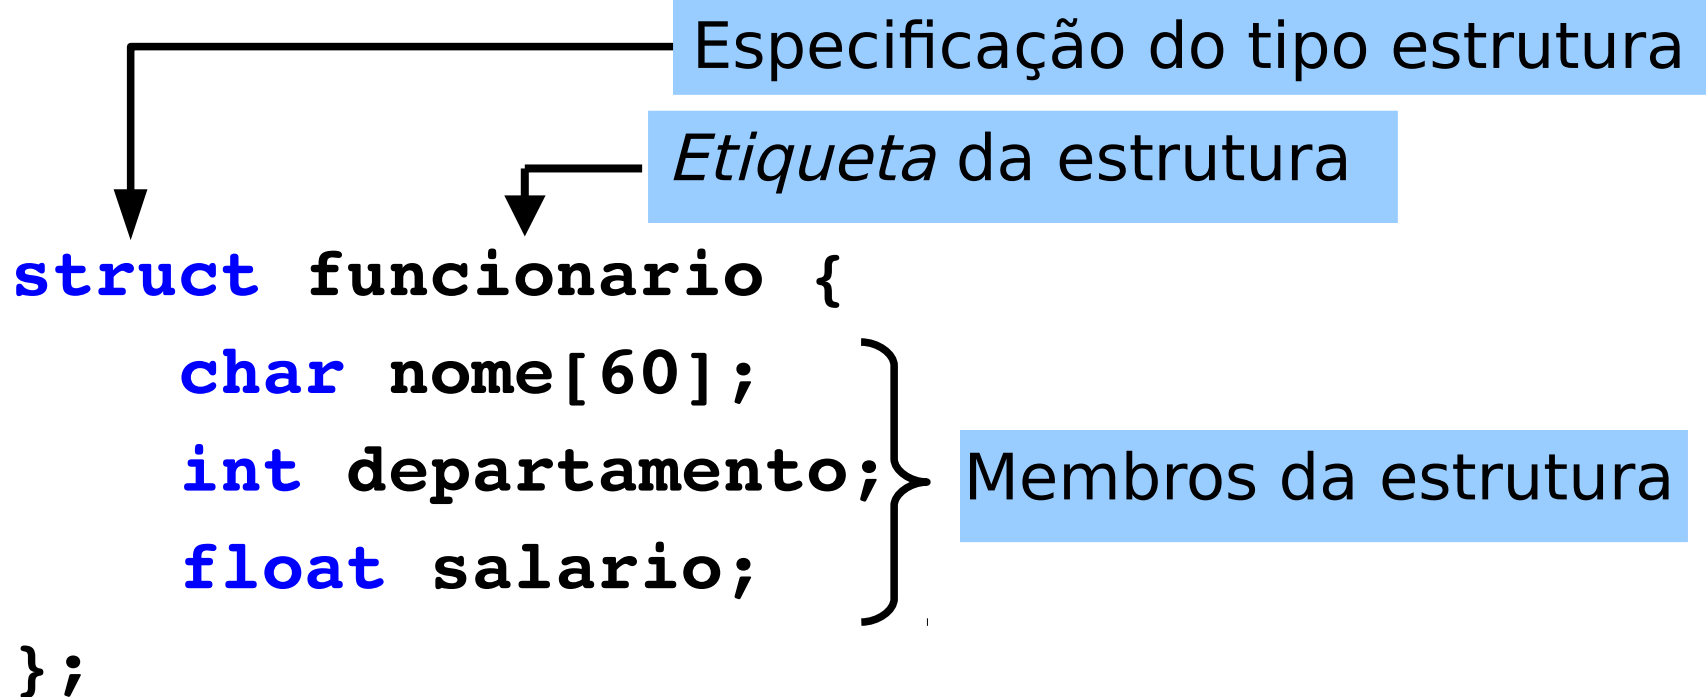 Especificação do tipo estrutura
Etiqueta da estrutura
struct funcionario {
char nome[60];
int departamento;
float salario;
};
Membros da estrutura